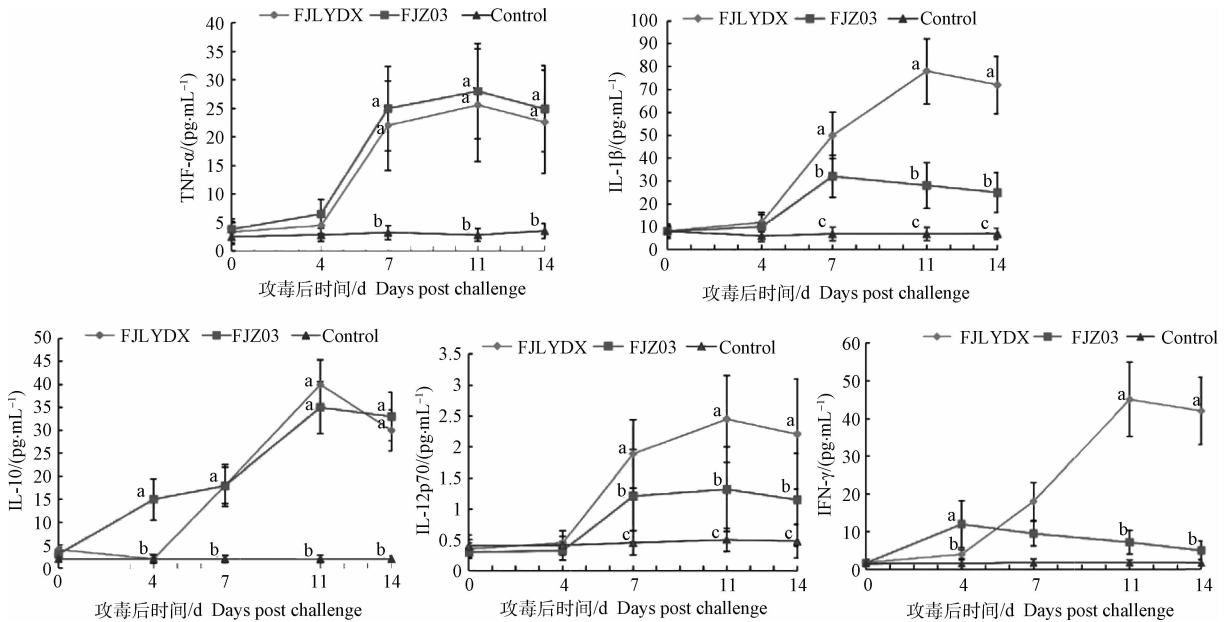 FJLYDX FJZ03 Control
40
35
30
25
20
15
10
5
0
TNF-α/(pg·mL⁻¹)
a a a
a a a
b b b
0 4 7 11 14
攻毒后时间/d Days post challenge
FJLYDX FJZ03 Control
100
90
80
70
60
50
40
30
20
10
0
IL-1β/(pg·mL⁻¹)
a a a
b b b
c c c
0 4 7 11 14
攻毒后时间/d Days post challenge
FJLYDX FJZ03 Control
50
45
40
35
30
25
20
15
10
5
0
IL-10/(pg·mL⁻¹)
a a a a
a a
b b b b
0 4 7 11 14
攻毒后时间/d Days post challenge
FJLYDX FJZ03 Control
3.5
3
2.5
2
1.5
1
0.5
0
IL-12p70/(pg·mL⁻¹)
a a a
b b b
c c c
0 4 7 11 14
攻毒后时间/d Days post challenge
FJLYDX FJZ03 Control
60
50
40
30
20
10
0
IFN-γ/(pg·mL⁻¹)
a a a
b b b
0 4 7 11 14
攻毒后时间/d Days post challenge